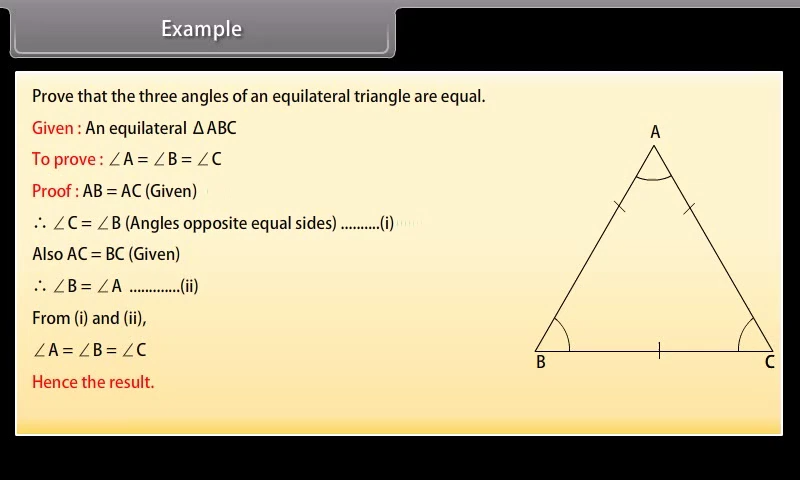 Example
Prove that the three angles of an equilateral triangle are equal.
Given : An equilateral ΔABC
To prove : ∠A = ∠B = ∠C
Proof : AB = AC (Given)
∴ ∠C = ∠B (Angles opposite equal sides) ..........(i)
Also AC = BC (Given)
∴ ∠B = ∠A .............(ii)
From (i) and (ii),
∠A = ∠B = ∠C
Hence the result.
A
B
C